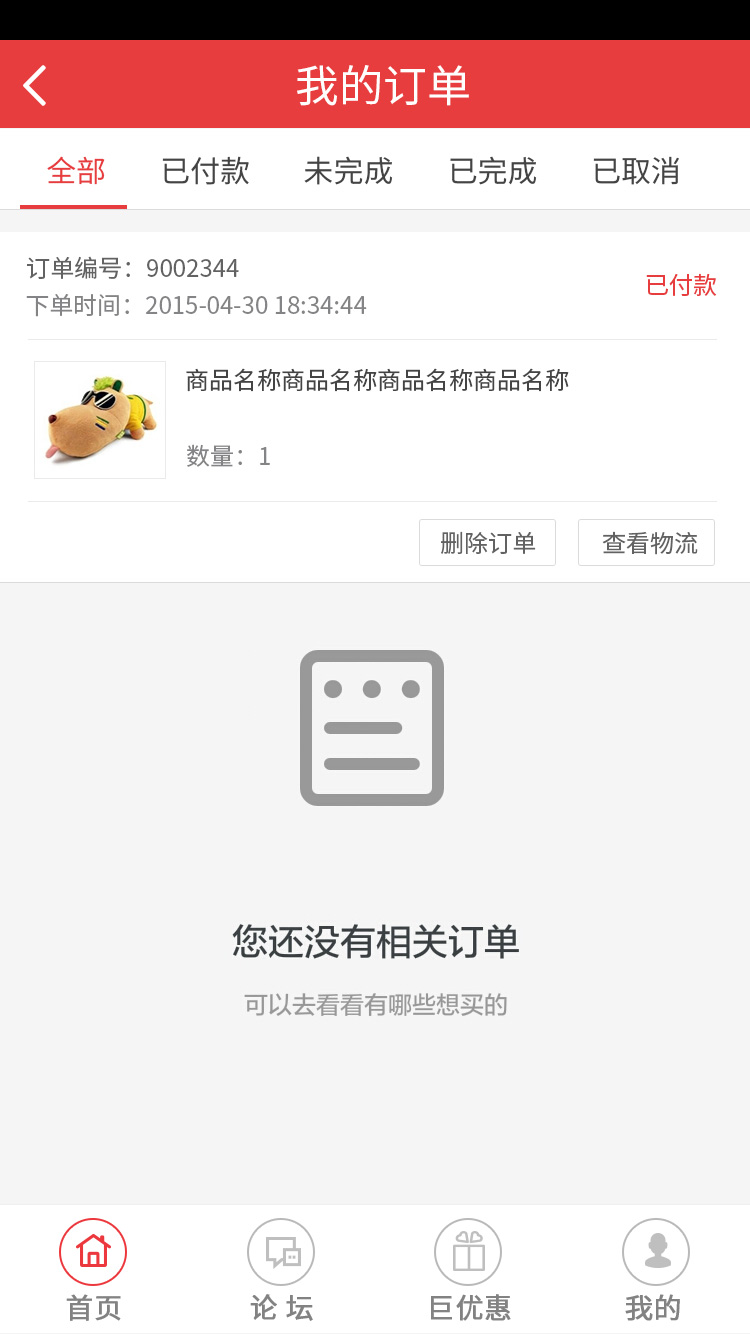 我的订单
全部 已付款 未完成 已完成 已取消
订单编号：9002344
下单时间：2015-04-30 18:34:44
已付款
商品名称商品名称商品名称商品名称
数量：1
删除订单 查看物流
您还没有相关订单
可以去看看有哪些想买的
首页 论 坛 巨优惠 我的